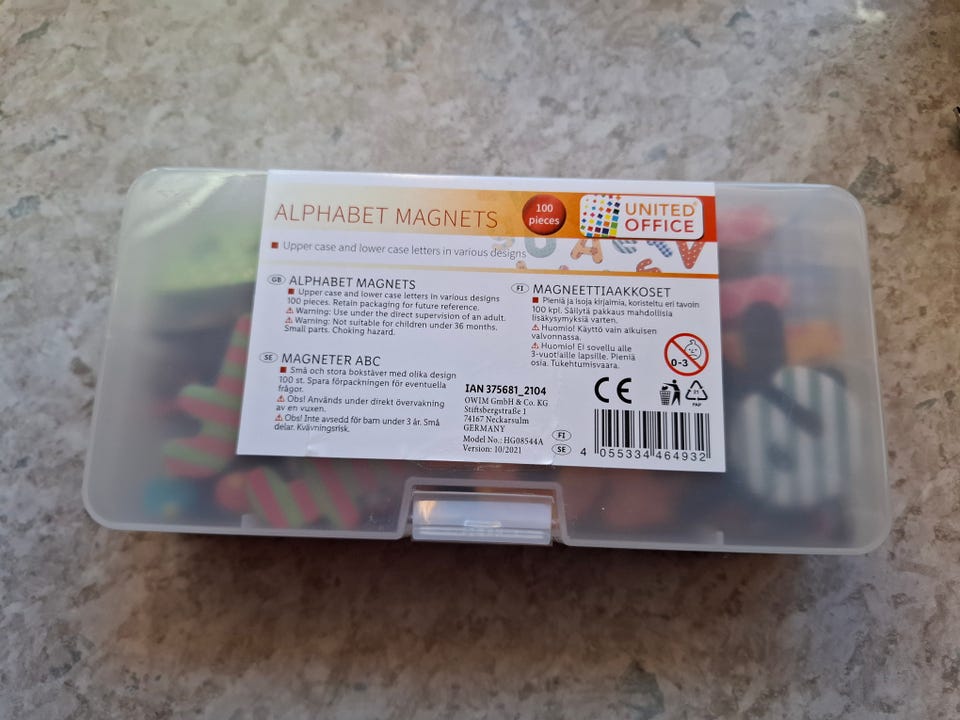 ALPHABET MAGNETS
100
pieces
UNITED
OFFICE
Upper case and lower case letters in various designs
GB ALPHABET MAGNETS
Upper case and lower case letters in various designs
100 pieces. Retain packaging for future reference.
Warning: Use under the direct supervision of an adult.
Warning: Not suitable for children under 36 months.
Small parts. Choking hazard.
SE MAGNETER ABC
Små och stora bokstäver med olika design
100 st. Spara förpackningen för eventuella
frågor.
Obs! Används under direkt övervakning
av en vuxen.
Obs! Inte avsedd för barn under 3 år. Små
delar. Kvävningsrisk.
FI MAGNEETTIAAKKOSET
Pieniä ja isoja kirjaimia, koristeltu eri tavoin
100 kpl. Säilytä pakkaus mahdollisia
lisäkysymyksiä varten.
Huomio! Käyttö vain aikuisen
valvonnassa.
Huomio! Ei sovellu alle
3-vuotiaille lapsille. Pieniä
osia. Tukehtumisvaara.
0-3
IAN 375681_2104
OWIM GmbH & Co. KG
Stiftsbergstraße 1
74167 Neckarsulm
GERMANY
Model No.: HG08544A
Version: 10/2021
FI
SE
CE
21
PAP
4 055334 464932